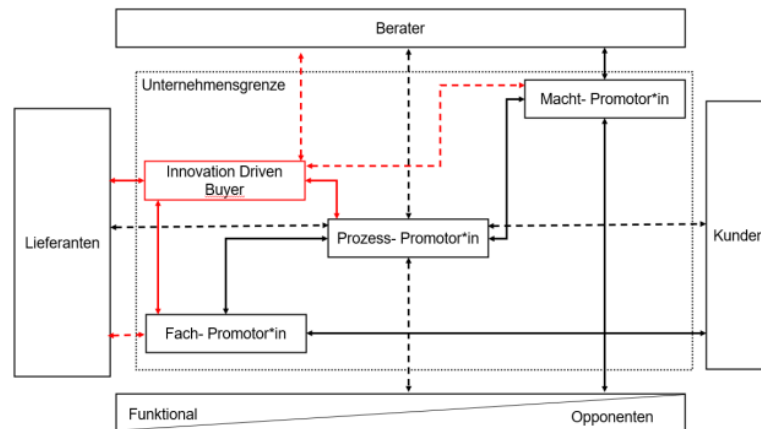 Berater
Unternehmensgrenze
Macht- Promotor*in
Innovation Driven
Buyer
Prozess- Promotor*in
Lieferanten
Kunden
Fach- Promotor*in
Funktional
Opponenten